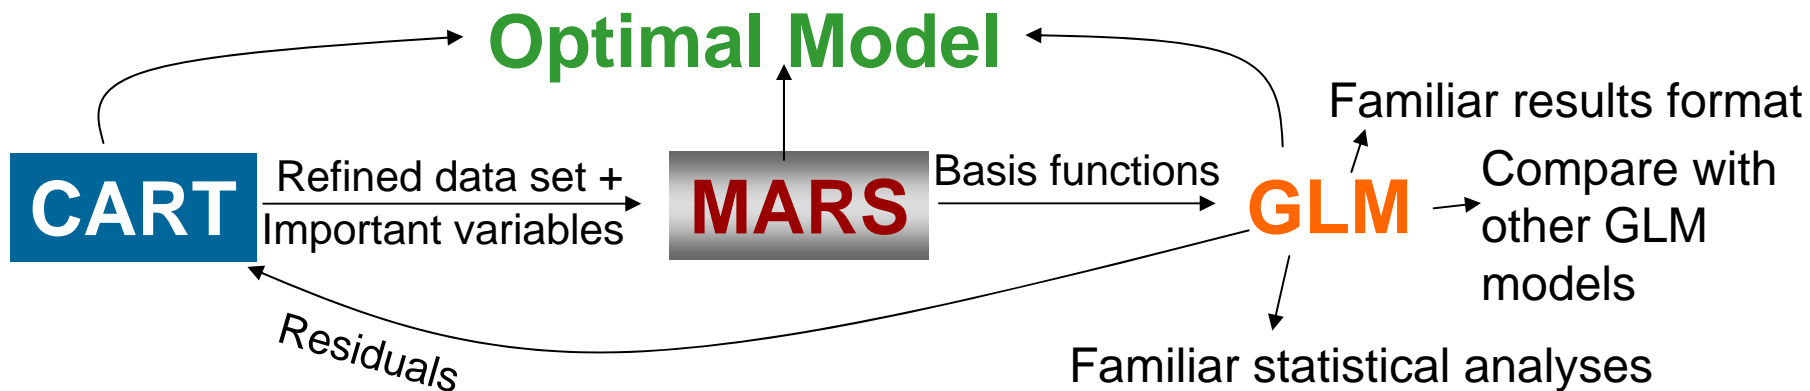 Optimal Model
CART
Refined data set +
Important variables
MARS
Basis functions
GLM
Familiar results format
Compare with
other GLM
models
Residuals
Familiar statistical analyses